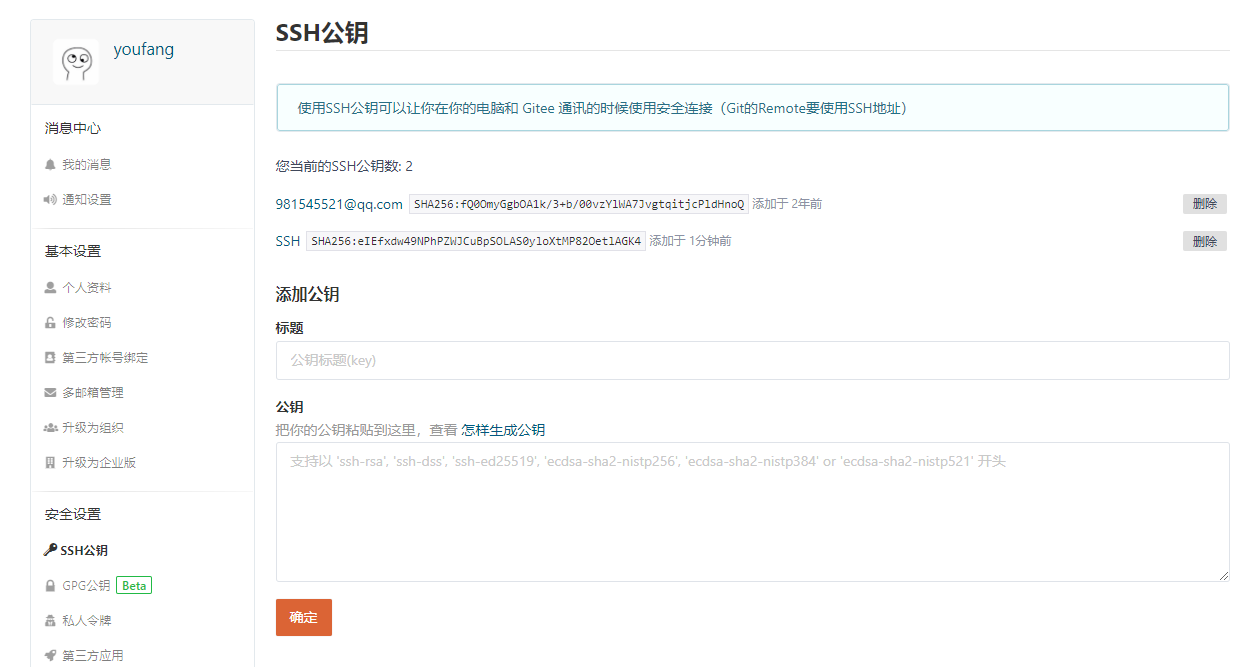 youfang
消息中心
我的消息
通知设置
基本设置
个人资料
修改密码
第三方帐号绑定
多邮箱管理
升级为组织
升级为企业版
安全设置
SSH公钥
GPG公钥 Beta
私人令牌
第三方应用
SSH公钥
使用SSH公钥可以让你在你的电脑和 Gitee 通讯的时候使用安全连接（Git的Remote要使用SSH地址）
您当前的SSH公钥数: 2
981545521@qq.com SHA256:fQ0OmyGgbOA1k/3+b/00vzYlWA7JvgtqitjcPldHnoQ 添加于 2年前 删除
SSH SHA256:eIEfxdw49NPhPZWJCuBpSOLAS0yloXtMP82OetlAGK4 添加于 1分钟前 删除
添加公钥
标题
公钥标题(key)
公钥
把你的公钥粘贴到这里，查看 怎样生成公钥
支持以 'ssh-rsa', 'ssh-dss', 'ssh-ed25519', 'ecdsa-sha2-nistp256', 'ecdsa-sha2-nistp384' or 'ecdsa-sha2-nistp521' 开头
确定